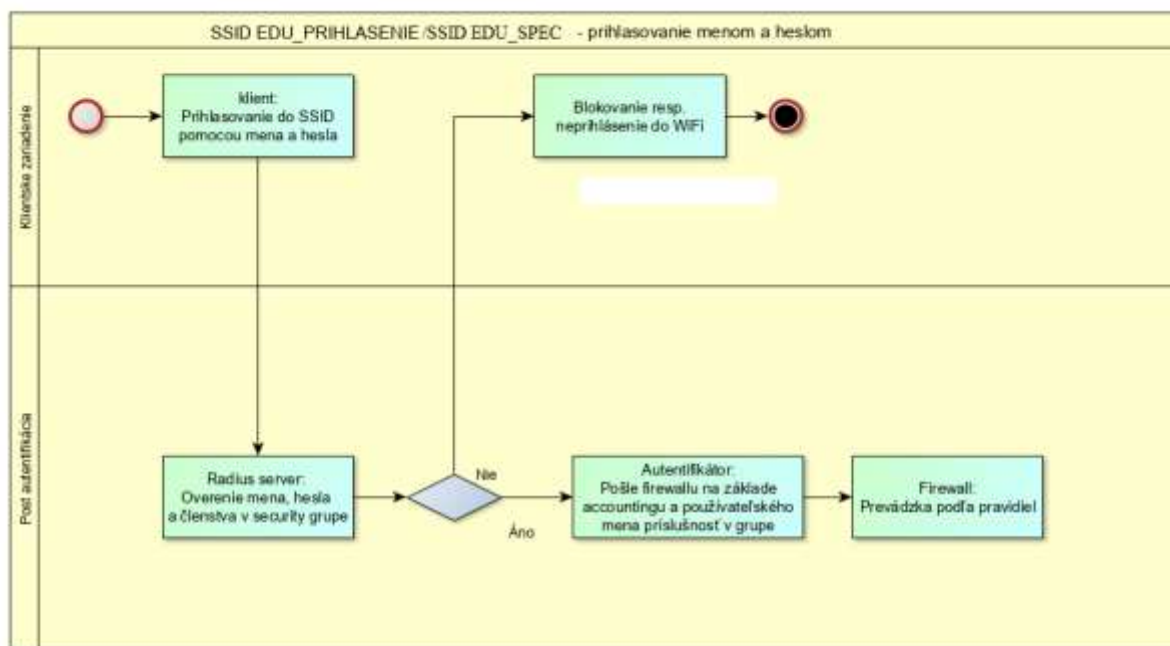 SSID EDU_PRIHLASENIE /SSID EDU_SPEC - prihlasovanie menom a heslom
Klientske zariadenie
klient:
Prihlasovanie do SSID
pomocou mena a hesla
Blokovanie resp.
neprihlásenie do WiFi
Post autentifikácia
Radius server:
Overenie mena, hesla
a členstva v security grupe
Nie
Áno
Autentifikátor:
Pošle firewallu na základe
accountingu a používateľského
mena príslušnosť v grupe
Firewall:
Prevádzka podľa pravidiel